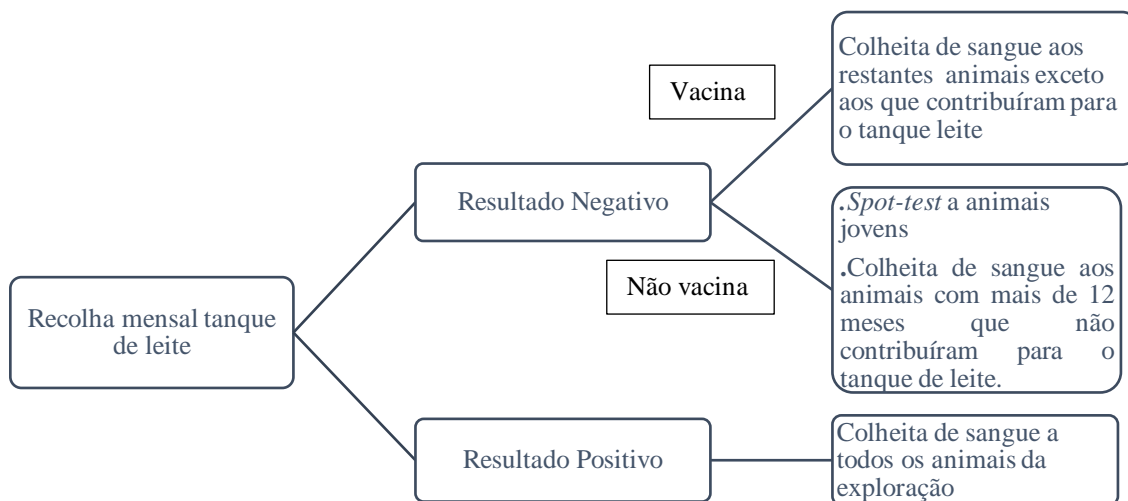 Recolha mensal tanque
de leite
Resultado Negativo
Vacina
Colheita de sangue aos
restantes animais exceto
aos que contribuíram para
o tanque leite
Não vacina
.Spot-test a animais
jovens
.Colheita de sangue aos
animais com mais de 12
meses que não
contribuíram para o
tanque de leite.
Resultado Positivo
Colheita de sangue a
todos os animais da
exploração